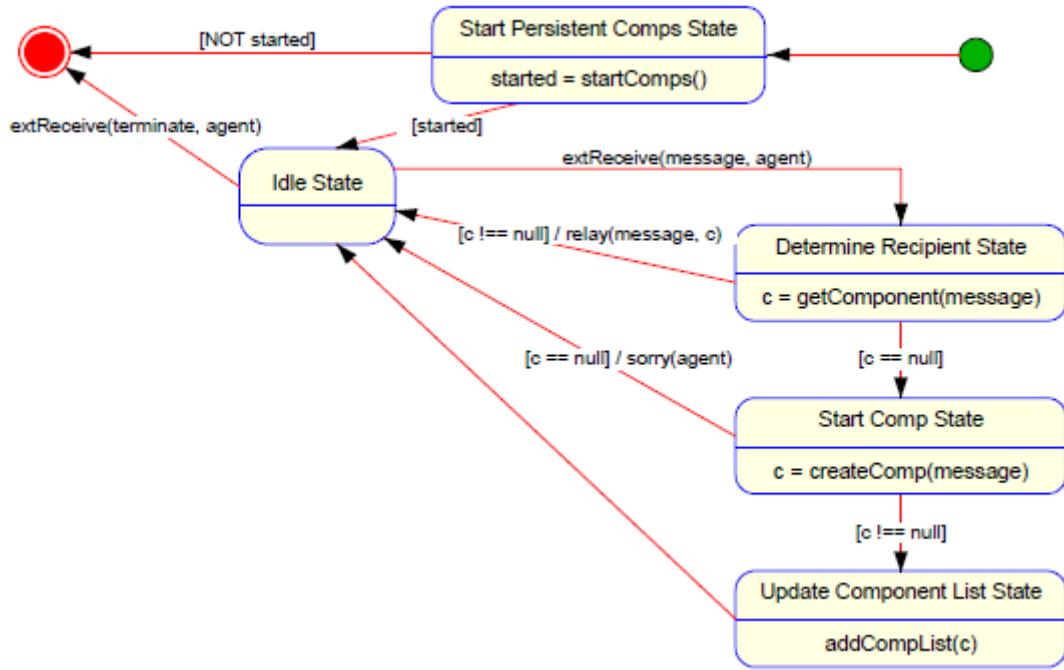 Start Persistent Comps State
[NOT started]
started = startComps()
extReceive(terminate, agent)
[started]
extReceive(message, agent)
Idle State
[c !== null] / relay(message, c)
Determine Recipient State
c = getComponent(message)
[c == null] / sorry(agent)
[c == null]
Start Comp State
c = createComp(message)
[c !== null]
Update Component List State
addCompList(c)